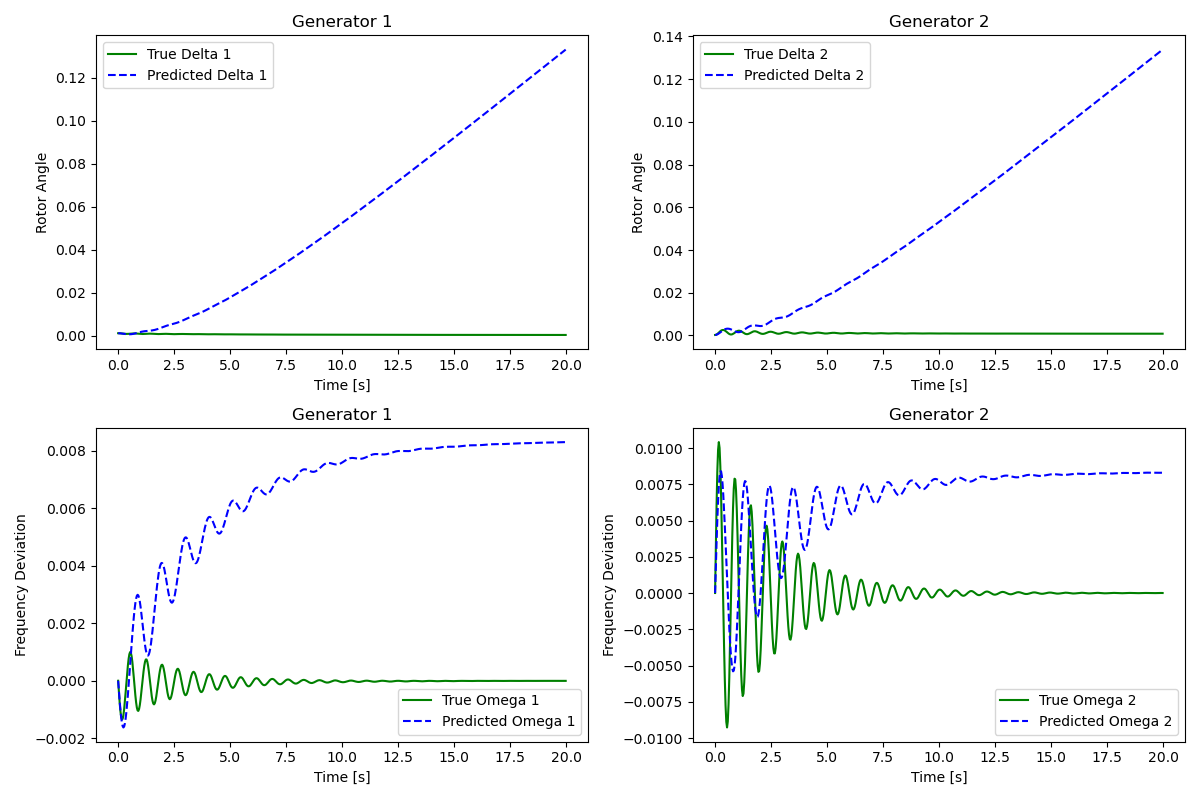 Generator 1
True Delta 1
Predicted Delta 1
0.12
0.10
0.08
0.06
0.04
0.02
0.00
Rotor Angle
0.0 2.5 5.0 7.5 10.0 12.5 15.0 17.5 20.0
Time [s]
Generator 2
True Delta 2
Predicted Delta 2
0.14
0.12
0.10
0.08
0.06
0.04
0.02
0.00
Rotor Angle
0.0 2.5 5.0 7.5 10.0 12.5 15.0 17.5 20.0
Time [s]
Generator 1
0.008
0.006
0.004
0.002
0.000
−0.002
Frequency Deviation
True Omega 1
Predicted Omega 1
0.0 2.5 5.0 7.5 10.0 12.5 15.0 17.5 20.0
Time [s]
Generator 2
0.0100
0.0075
0.0050
0.0025
0.0000
−0.0025
−0.0050
−0.0075
−0.0100
Frequency Deviation
True Omega 2
Predicted Omega 2
0.0 2.5 5.0 7.5 10.0 12.5 15.0 17.5 20.0
Time [s]